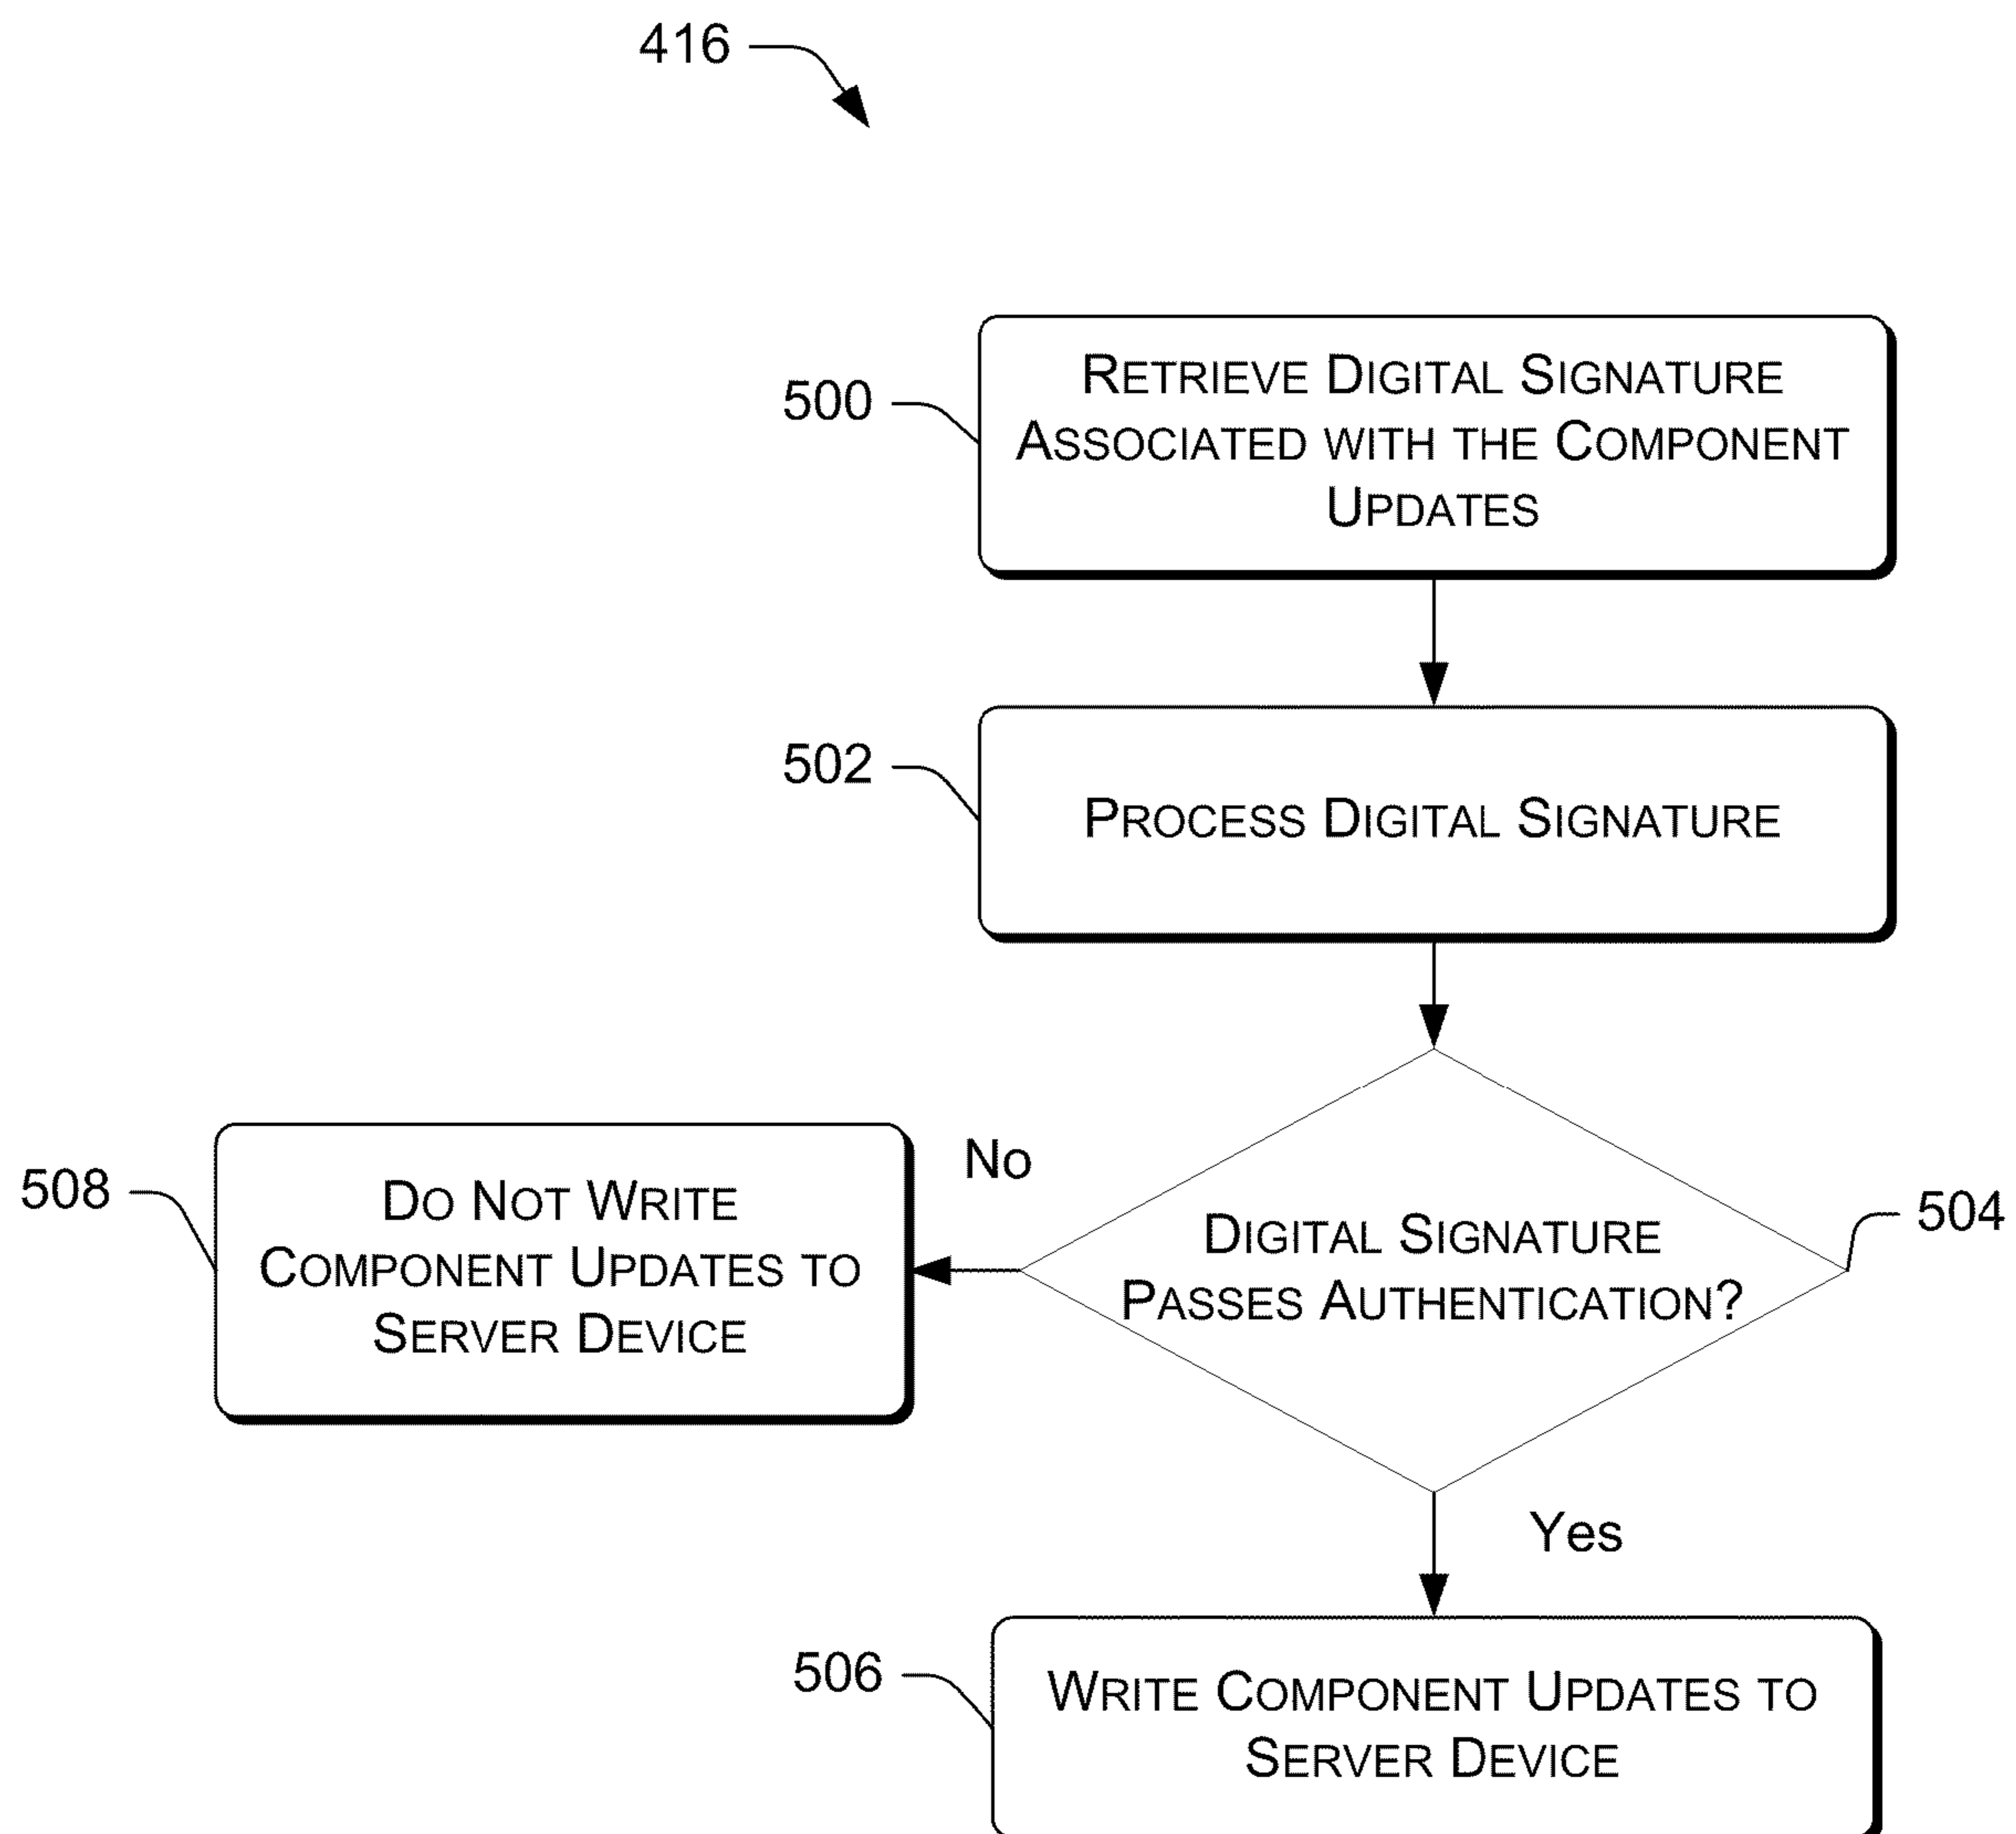 416
500
RETRIEVE DIGITAL SIGNATURE
ASSOCIATED WITH THE COMPONENT
UPDATES
502
PROCESS DIGITAL SIGNATURE
504
DIGITAL SIGNATURE
PASSES AUTHENTICATION?
No
508
DO NOT WRITE
COMPONENT UPDATES TO
SERVER DEVICE
Yes
506
WRITE COMPONENT UPDATES TO
SERVER DEVICE